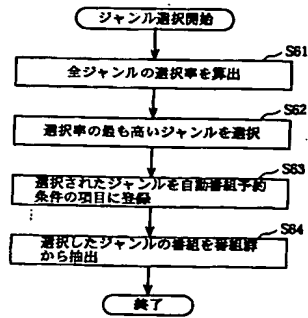 ジャンル選択開始
S61
全ジャンルの選択率を算出
S62
選択率の最も高いジャンルを選択
S63
選択されたジャンルを自動番組予約
条件の項目に登録
S64
選択したジャンルの番組を番組群
から抽出
終了